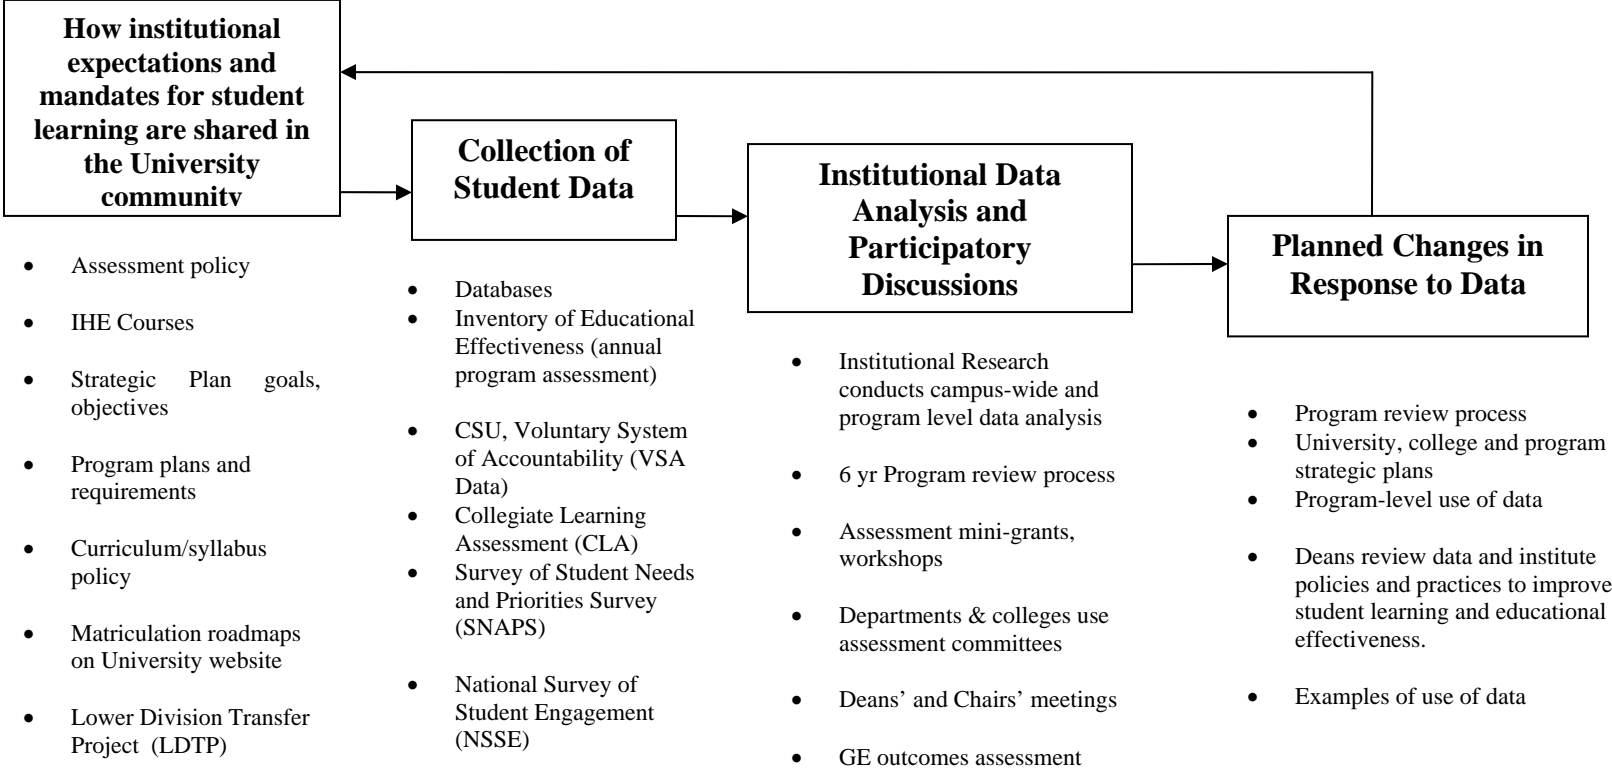 How institutional
expectations and
mandates for student
learning are shared in
the University
community
Collection of
Student Data
Institutional Data
Analysis and
Participatory
Discussions
Planned Changes in
Response to Data
• Assessment policy
• IHE Courses
• Strategic Plan goals,
objectives
• Program plans and
requirements
• Curriculum/syllabus
policy
• Matriculation roadmaps
on University website
• Lower Division Transfer
Project (LDTP)
• Databases
• Inventory of Educational
Effectiveness (annual
program assessment)
• CSU, Voluntary System
of Accountability (VSA
Data)
• Collegiate Learning
Assessment (CLA)
• Survey of Student Needs
and Priorities Survey
(SNAPS)
• National Survey of
Student Engagement
(NSSE)
• Institutional Research
conducts campus-wide and
program level data analysis
• 6 yr Program review process
• Assessment mini-grants,
workshops
• Departments & colleges use
assessment committees
• Deans’ and Chairs’ meetings
• GE outcomes assessment
• Program review process
• University, college and program
strategic plans
• Program-level use of data
• Deans review data and institute
policies and practices to improve
student learning and educational
effectiveness.
• Examples of use of data